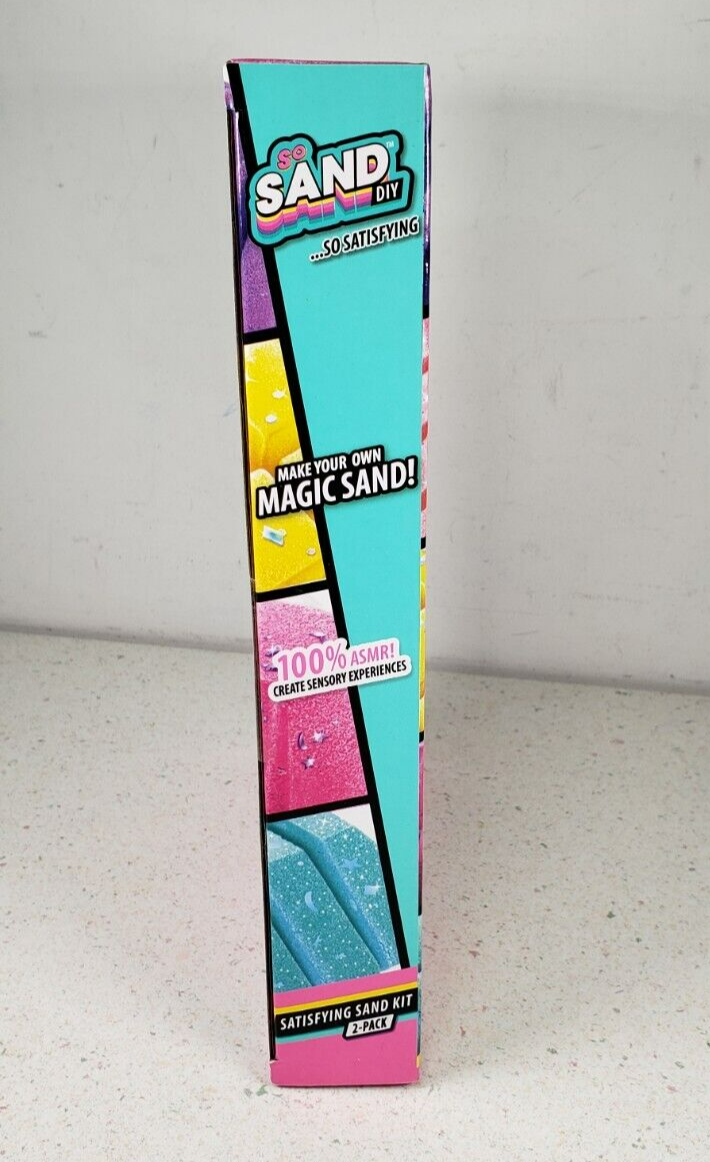 SO
SAND™
DIY
...SO SATISFYING
MAKE YOUR OWN
MAGIC SAND!
100% ASMR!
CREATE SENSORY EXPERIENCES
SATISFYING SAND KIT
2-PACK